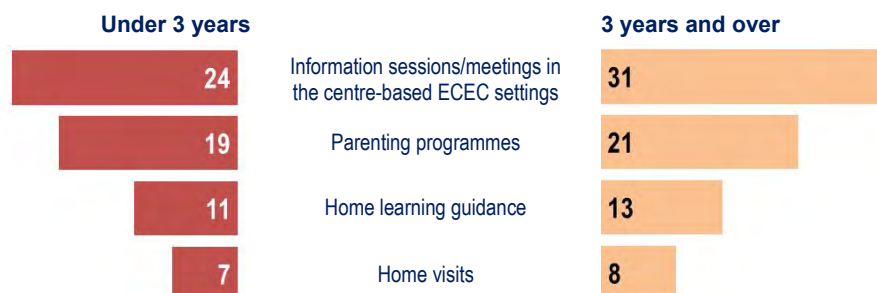 Under 3 years
3 years and over
24
Information sessions/meetings in
the centre-based ECEC settings
31
19
Parenting programmes
21
11
Home learning guidance
13
7
Home visits
8